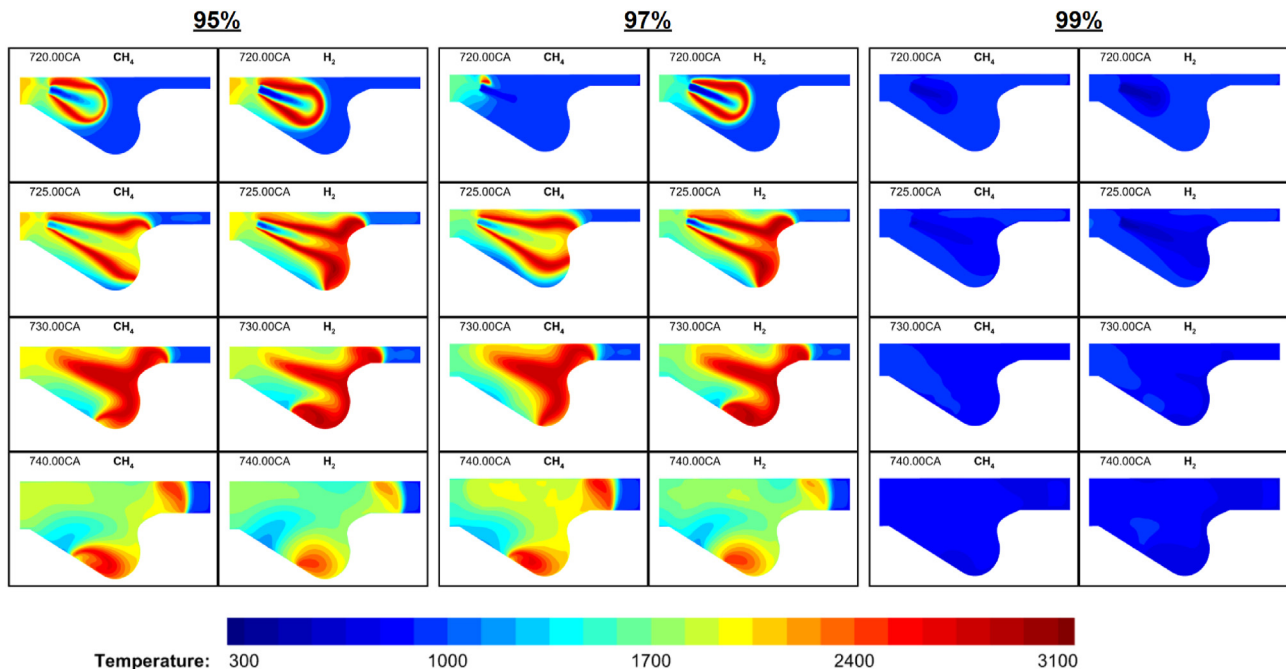 95% 97% 99%
720.00CA CH₄ 720.00CA H₂ 720.00CA CH₄ 720.00CA H₂ 720.00CA CH₄ 720.00CA H₂
725.00CA CH₄ 725.00CA H₂ 725.00CA CH₄ 725.00CA H₂ 725.00CA CH₄ 725.00CA H₂
730.00CA CH₄ 730.00CA H₂ 730.00CA CH₄ 730.00CA H₂ 730.00CA CH₄ 730.00CA H₂
740.00CA CH₄ 740.00CA H₂ 740.00CA CH₄ 740.00CA H₂ 740.00CA CH₄ 740.00CA H₂
Temperature: 300 1000 1700 2400 3100